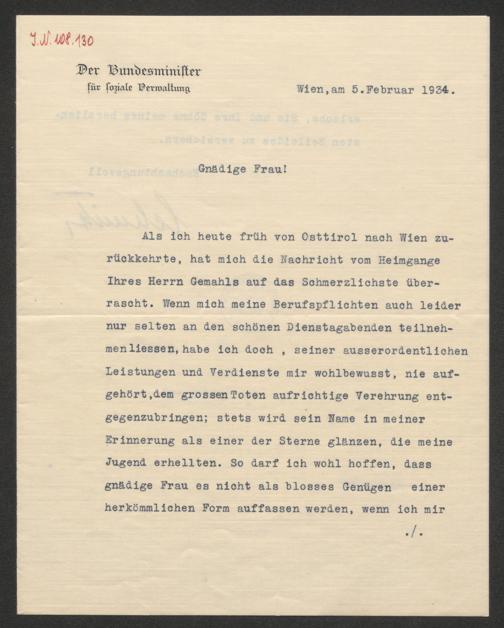 I.N. 108.130
Der Bundesminister
für soziale Verwaltung
Wien,am 5.Februar 1934.
Gnädige Frau!
Als ich heute früh von Osttirol nach Wien zu-
rückkehrte, hat mich die Nachricht vom Heimgange
Ihres Herrn Gemahls auf das Schmerzlichste über-
rascht. Wenn mich meine Berufspflichten auch leider
nur selten an den schönen Dienstagabenden teilneh-
menliessen,habe ich doch , seiner ausserordentlichen
Leistungen und Verdienste mir wohlbewusst, nie auf-
gehört,dem grossenToten aufrichtige Verehrung ent-
gegenzubringen; stets wird sein Name in meiner
Erinnerung als einer der Sterne glänzen, die meine
Jugend erhellten. So darf ich wohl hoffen, dass
gnädige Frau es nicht als blosses Genügen einer
herkömmlichen Form auffassen werden, wenn ich mir
./.